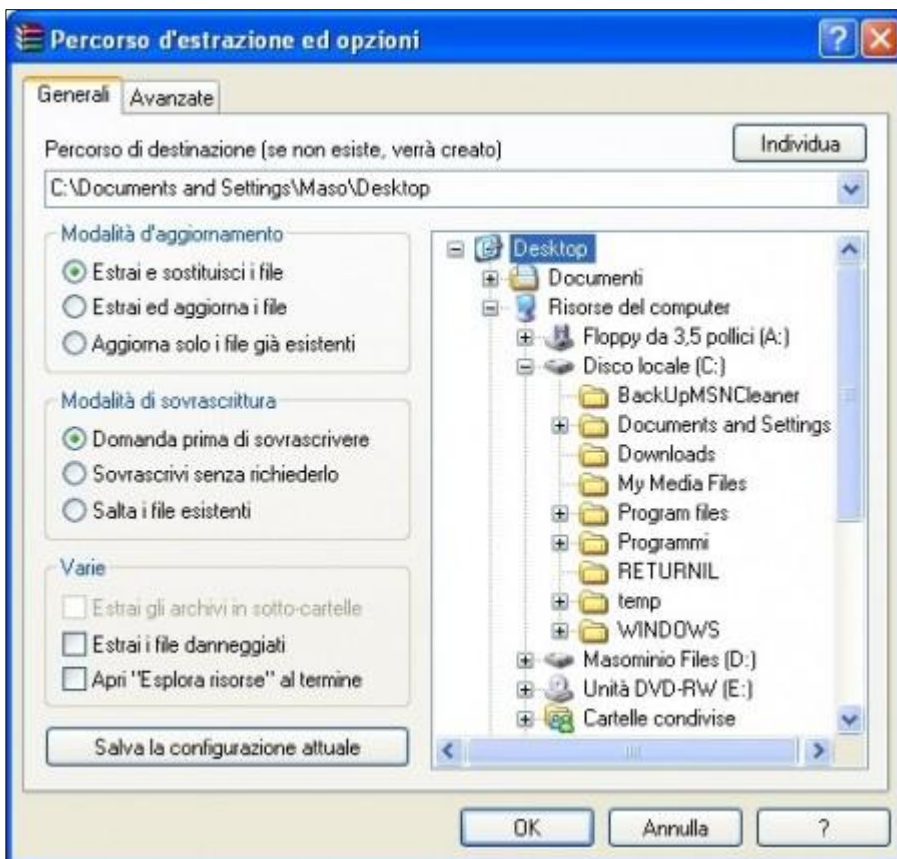 Percorso d'estrazione ed opzioni
?
Generali
Avanzate
Percorso di destinazione (se non esiste, verrà creato)
Individua
C:\Documents and Settings\Maso\Desktop
Modalità d'aggiornamento
Estrai e sostituisci i file
Estrai ed aggiorna i file
Aggiorna solo i file già esistenti
Modalità di sovrascrittura
Domanda prima di sovrascrivere
Sovrascrivi senza richiederlo
Salta i file esistenti
Varie
Estrai gli archivi in sotto-cartelle
Estrai i file danneggiati
Apri "Esplora risorse" al termine
Salva la configurazione attuale
Desktop
Documenti
Risorse del computer
Floppy da 3,5 pollici (A:)
Disco locale (C:)
BackUpMSNCleaner
Documents and Settings
Downloads
My Media Files
Program files
Programmi
RETURNIL
temp
WINDOWS
Masominio Files (D:)
Unità DVD-RW (E:)
Cartelle condivise
OK
Annulla
?